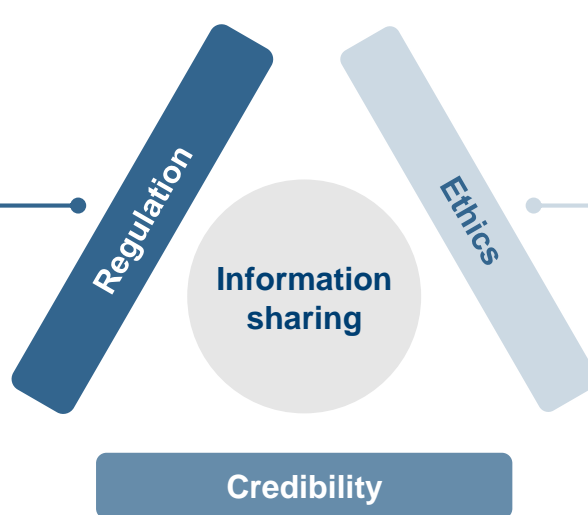 Regulation
Ethics
Information
sharing
Credibility